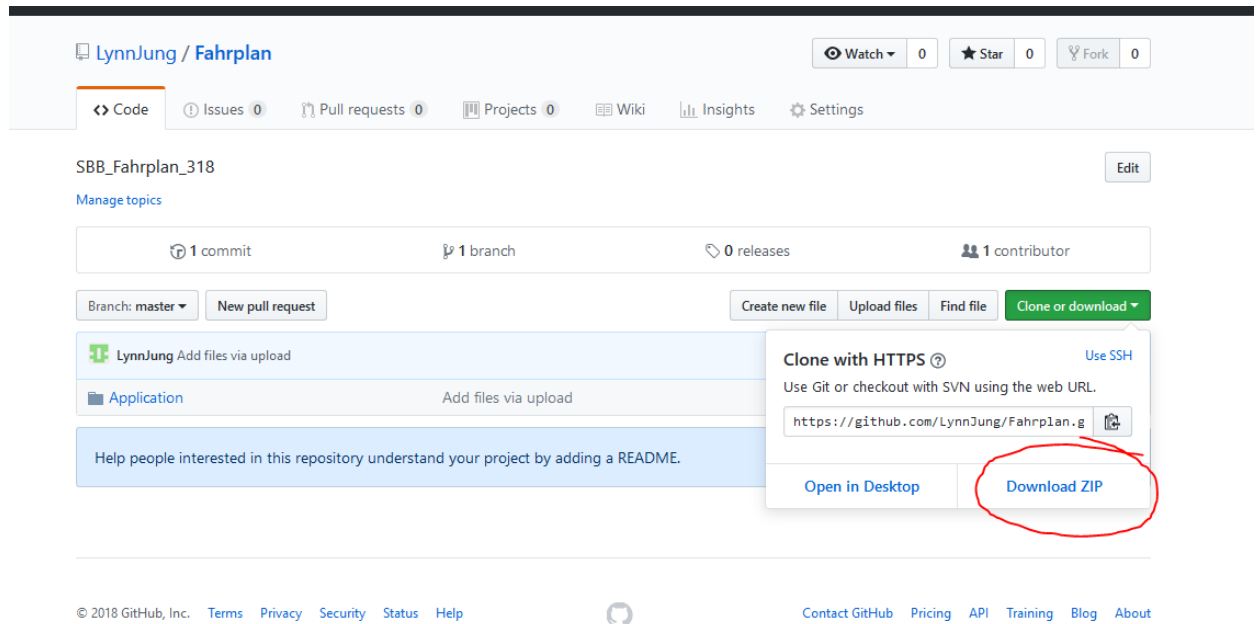 LynnJung / Fahrplan
Watch 0 Star 0 Fork 0
Code Issues 0 Pull requests 0 Projects 0 Wiki Insights Settings
SBB_Fahrplan_318
Edit
Manage topics
1 commit 1 branch 0 releases 1 contributor
Branch: master New pull request Create new file Upload files Find file Clone or download
LynnJung Add files via upload
Application Add files via upload
Help people interested in this repository understand your project by adding a README.
Clone with HTTPS Use SSH
Use Git or checkout with SVN using the web URL.
https://github.com/LynnJung/Fahrplan.g
Open in Desktop Download ZIP
© 2018 GitHub, Inc. Terms Privacy Security Status Help Contact GitHub Pricing API Training Blog About